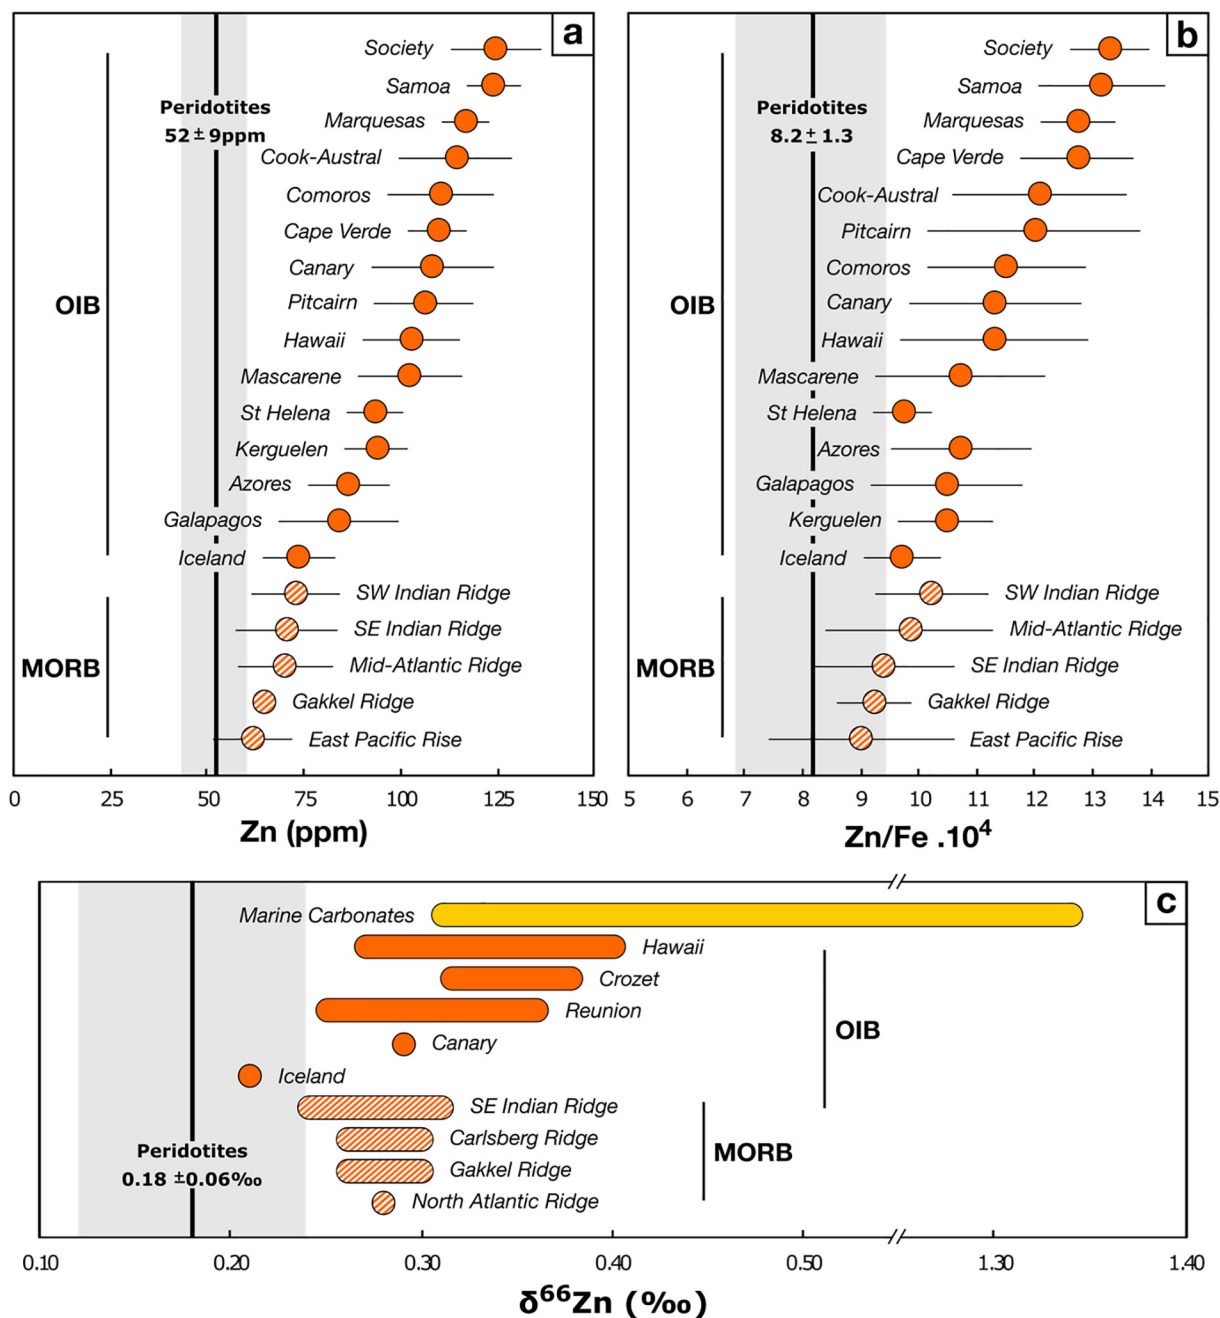 a
Society
Samoa
Peridotites
52 ± 9ppm
Marquesas
Cook-Austral
Comoros
Cape Verde
Canary
OIB
Pitcairn
Hawaii
Mascarene
St Helena
Kerguelen
Azores
Galapagos
Iceland
SW Indian Ridge
SE Indian Ridge
MORB
Mid-Atlantic Ridge
Gakkel Ridge
East Pacific Rise
0 25 50 75 100 125 150
Zn (ppm)
b
Society
Samoa
Peridotites
8.2 ± 1.3
Marquesas
Cape Verde
Cook-Austral
Pitcairn
Comoros
OIB
Canary
Hawaii
Mascarene
St Helena
Azores
Galapagos
Kerguelen
Iceland
SW Indian Ridge
Mid-Atlantic Ridge
MORB
SE Indian Ridge
Gakkel Ridge
East Pacific Rise
5 6 7 8 9 10 11 12 13 14 15
Zn/Fe .10⁴
c
Marine Carbonates
Hawaii
Crozet
Reunion
OIB
Canary
Iceland
SE Indian Ridge
Carlsberg Ridge
MORB
Peridotites
0.18 ±0.06‰
Gakkel Ridge
North Atlantic Ridge
0.10 0.20 0.30 0.40 0.50 1.30 1.40
δ⁶⁶Zn (‰)